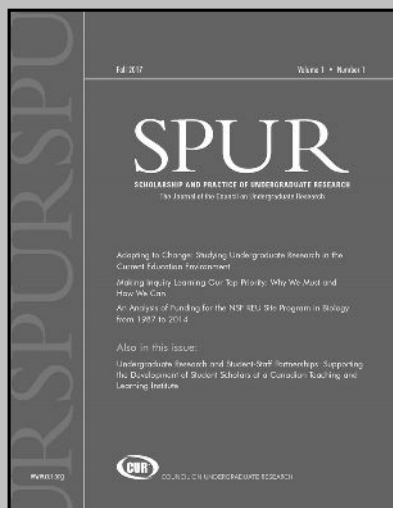 Fall 2017 Volume 1 • Number 1
SPUR
SCHOLARSHIP AND PRACTICE OF UNDERGRADUATE RESEARCH
The Journal of the Council on Undergraduate Research
Adapting to Change: Studying Undergraduate Research in the
Current Education Environment
Making Inquiry Learning Our Top Priority: Why We Must and
How We Can
An Analysis of Funding for the NSF REU Site Program in Biology
from 1987 to 2014
Also in this issue:
Undergraduate Research and Student-Staff Partnerships: Supporting
the Development of Student Scholars at a Canadian Teaching and
Learning Institute
www.cur.org
CUR COUNCIL ON UNDERGRADUATE RESEARCH
URSPURSPU